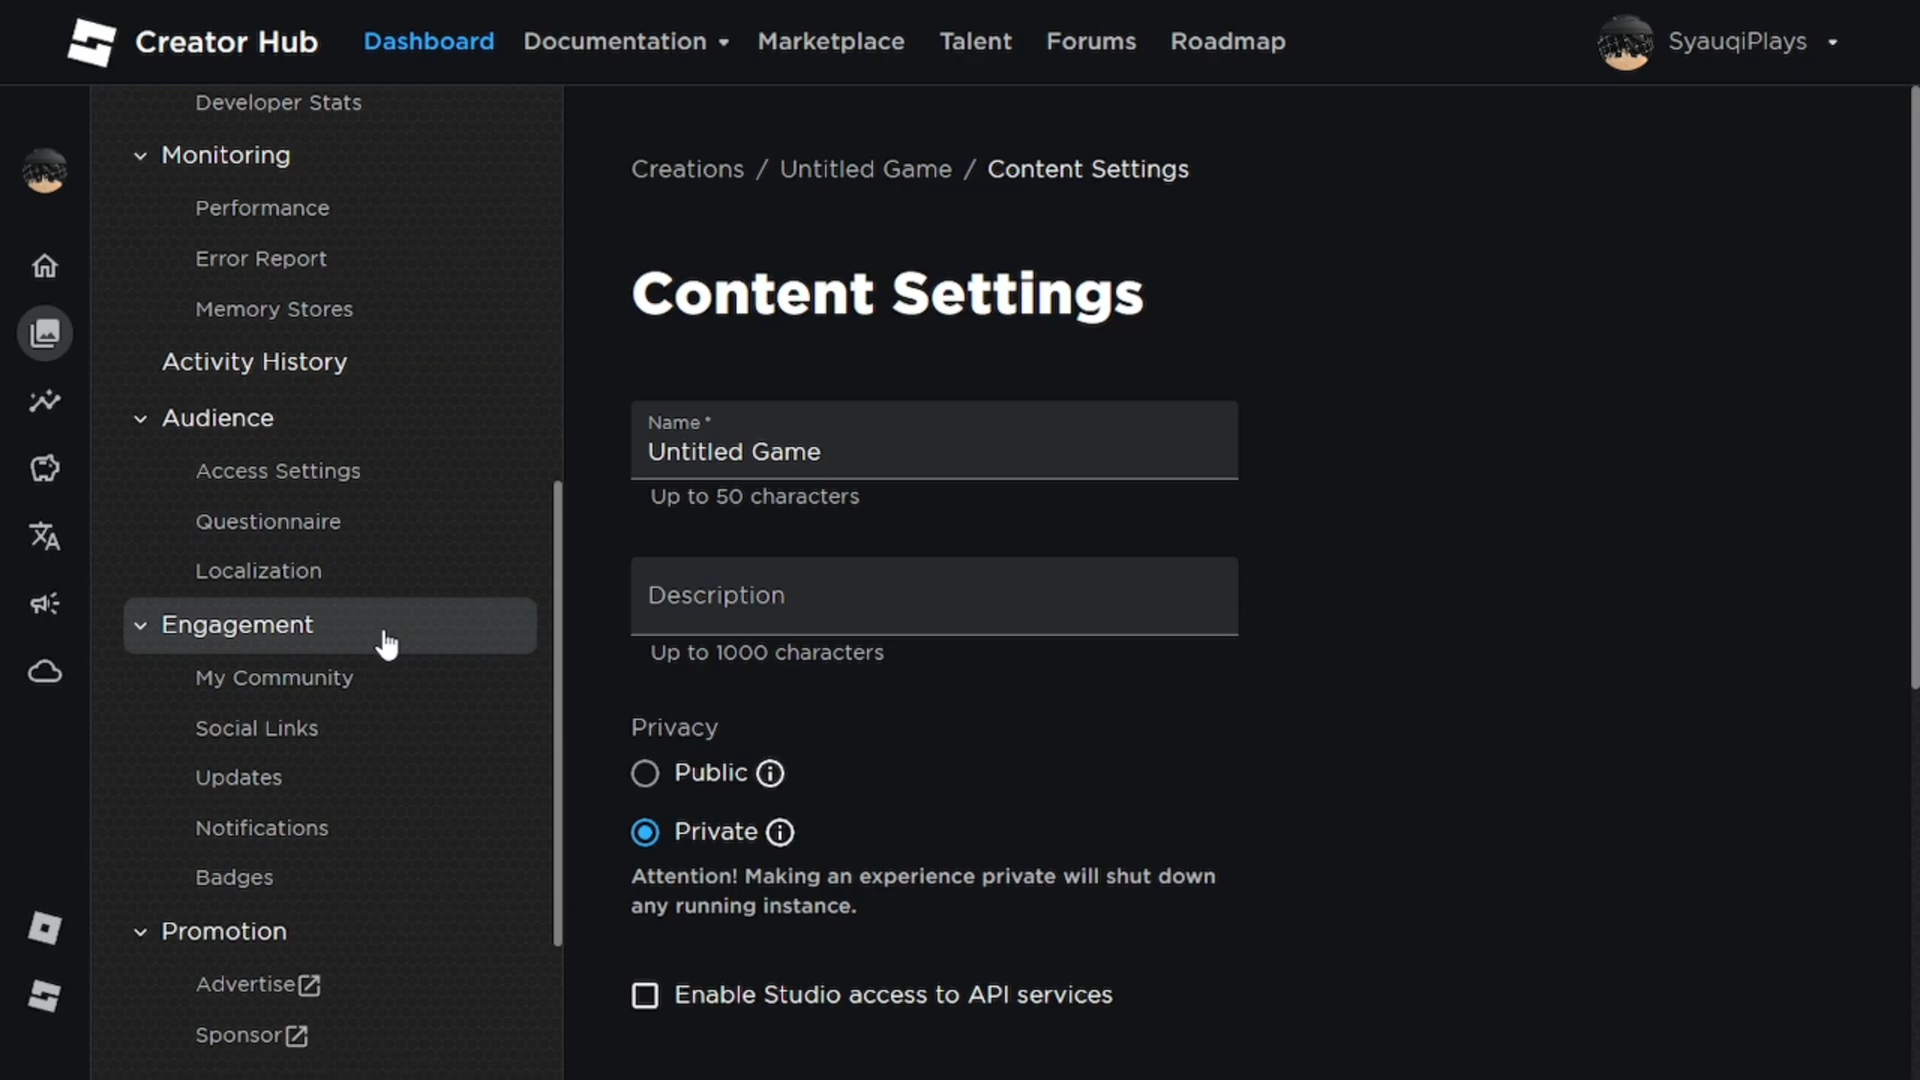 Creator Hub Dashboard Documentation Marketplace Talent Forums Roadmap SyauqiPlays
Developer Stats
Monitoring
Performance
Error Report
Memory Stores
Activity History
Audience
Access Settings
Questionnaire
Localization
Engagement
My Community
Social Links
Updates
Notifications
Badges
Promotion
Advertise
Sponsor
Creations / Untitled Game / Content Settings
Content Settings
Name *
Untitled Game
Up to 50 characters
Description
Up to 1000 characters
Privacy
Public
Private
Attention! Making an experience private will shut down
any running instance.
Enable Studio access to API services